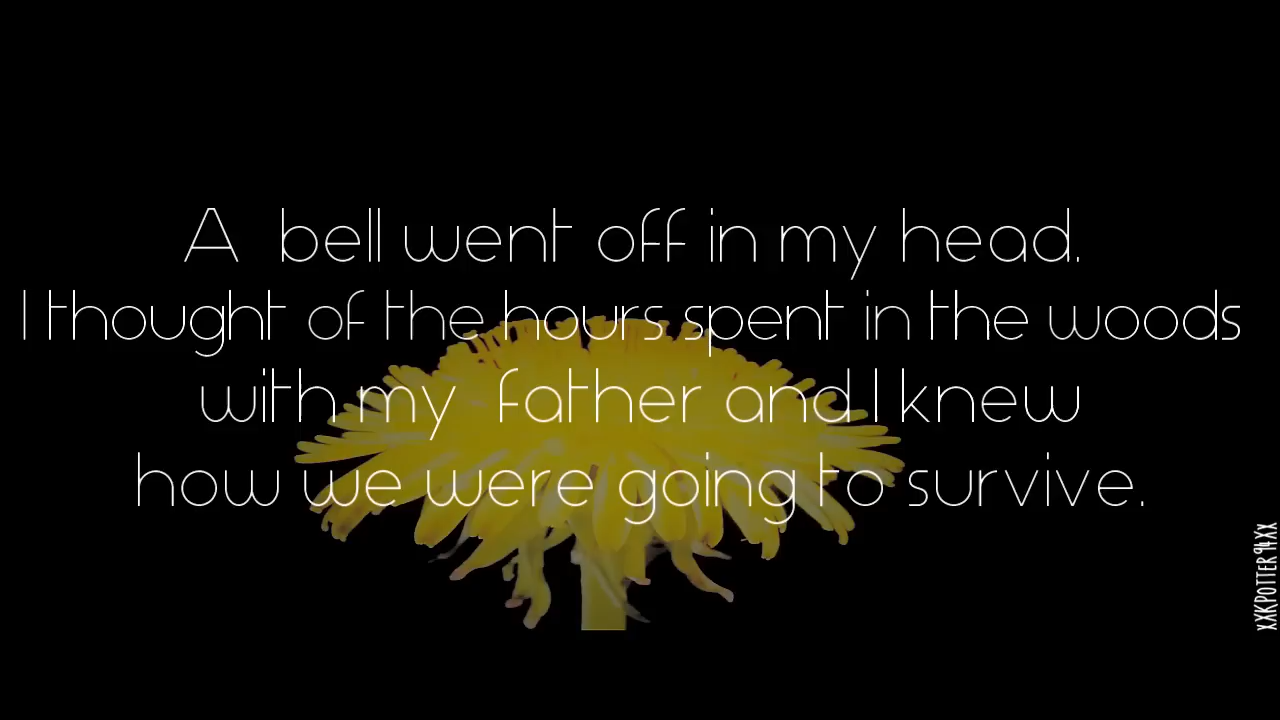 A bell went off in my head.
I thought of the hours spent in the woods
with my father and I knew
how we were going to survive.
xXKPotter94Xx